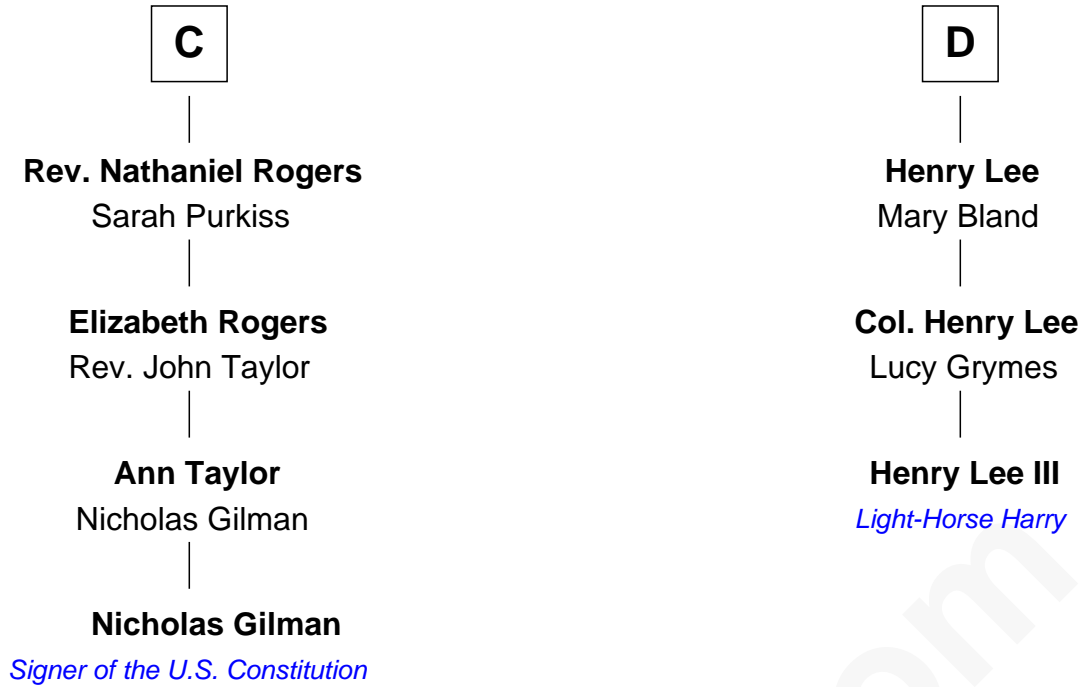 C
Rev. Nathaniel Rogers
Sarah Purkiss
Elizabeth Rogers
Rev. John Taylor
Ann Taylor
Nicholas Gilman
Nicholas Gilman
Signer of the U.S. Constitution
D
Henry Lee
Mary Bland
Col. Henry Lee
Lucy Grymes
Henry Lee III
Light-Horse Harry
om